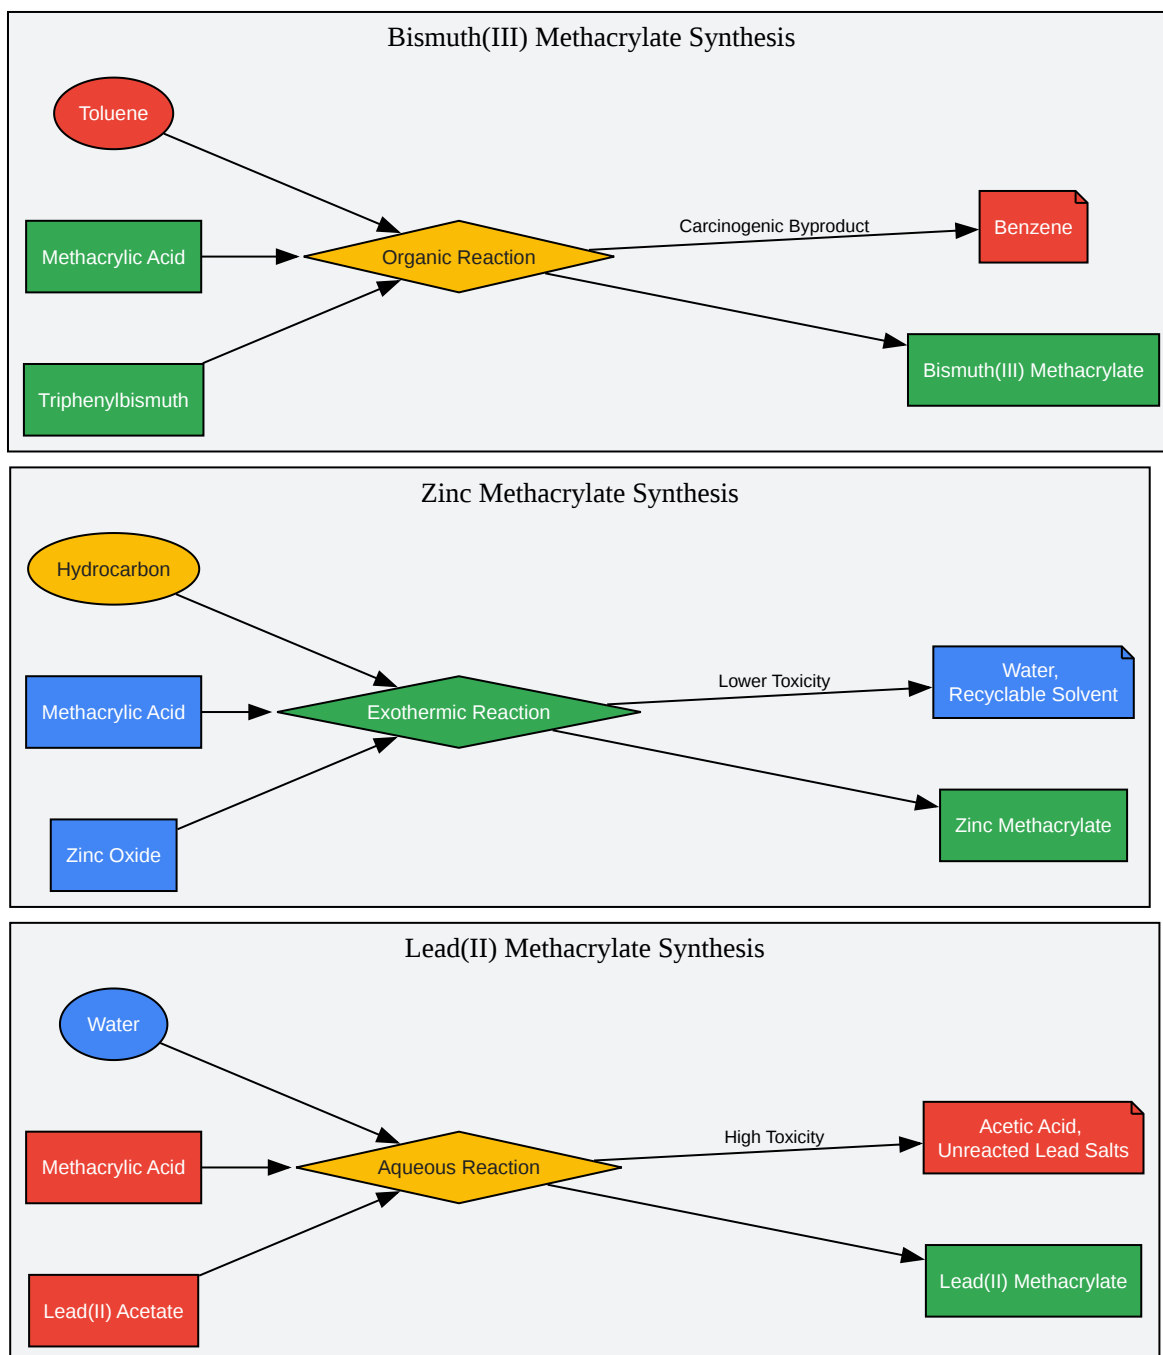 Bismuth(III) Methacrylate Synthesis
Toluene
Methacrylic Acid
Triphenylbismuth
Organic Reaction
Carcinogenic Byproduct
Benzene
Bismuth(III) Methacrylate
Zinc Methacrylate Synthesis
Hydrocarbon
Methacrylic Acid
Zinc Oxide
Exothermic Reaction
Lower Toxicity
Water,
Recyclable Solvent
Zinc Methacrylate
Lead(II) Methacrylate Synthesis
Water
Methacrylic Acid
Lead(II) Acetate
Aqueous Reaction
High Toxicity
Acetic Acid,
Unreacted Lead Salts
Lead(II) Methacrylate